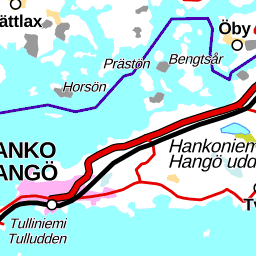 ättlax
Öby
Bengtsår
Prästön
Horsön
ANKO
ANGÖ
Hankoniem
Hangö udd
Tulliniemi
Tulludden